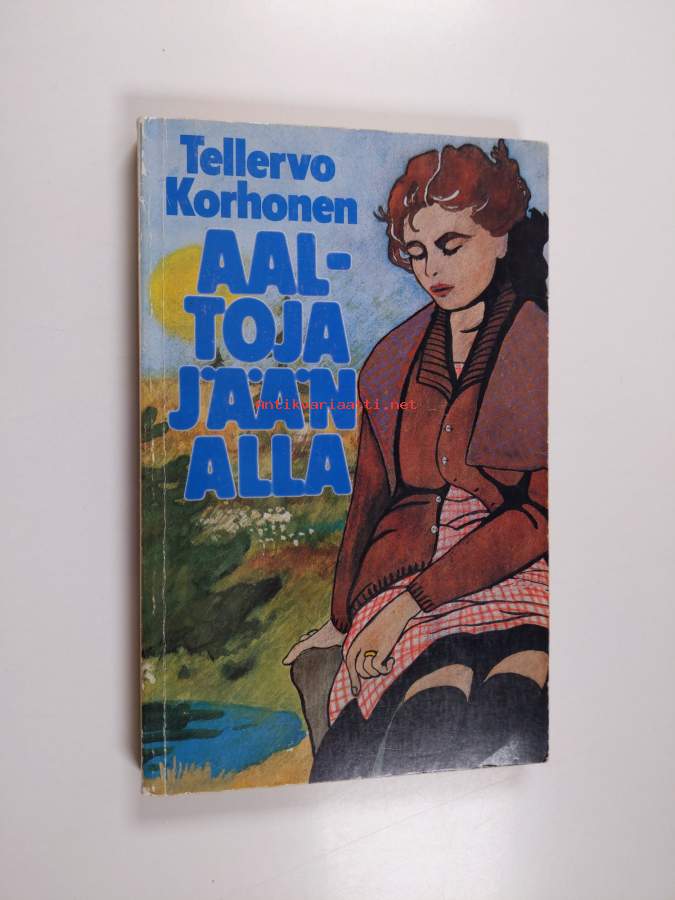 Tellervo
Korhonen
AAL-
TOJA
JÄÄN
ALLA
Antikvariaatti.net